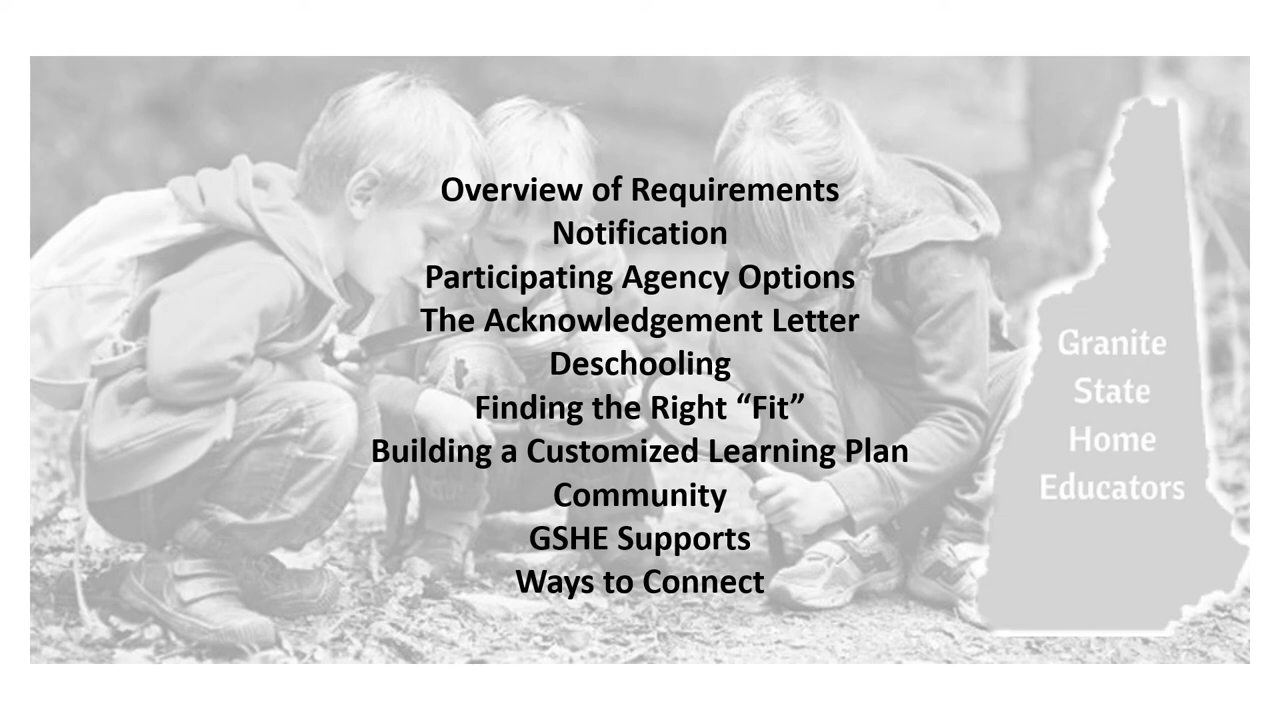 Overview of Requirements
Notification
Participating Agency Options
The Acknowledgement Letter
Deschooling
Finding the Right “Fit”
Building a Customized Learning Plan
Community
GSHE Supports
Ways to Connect
Granite
State
Home
Educators